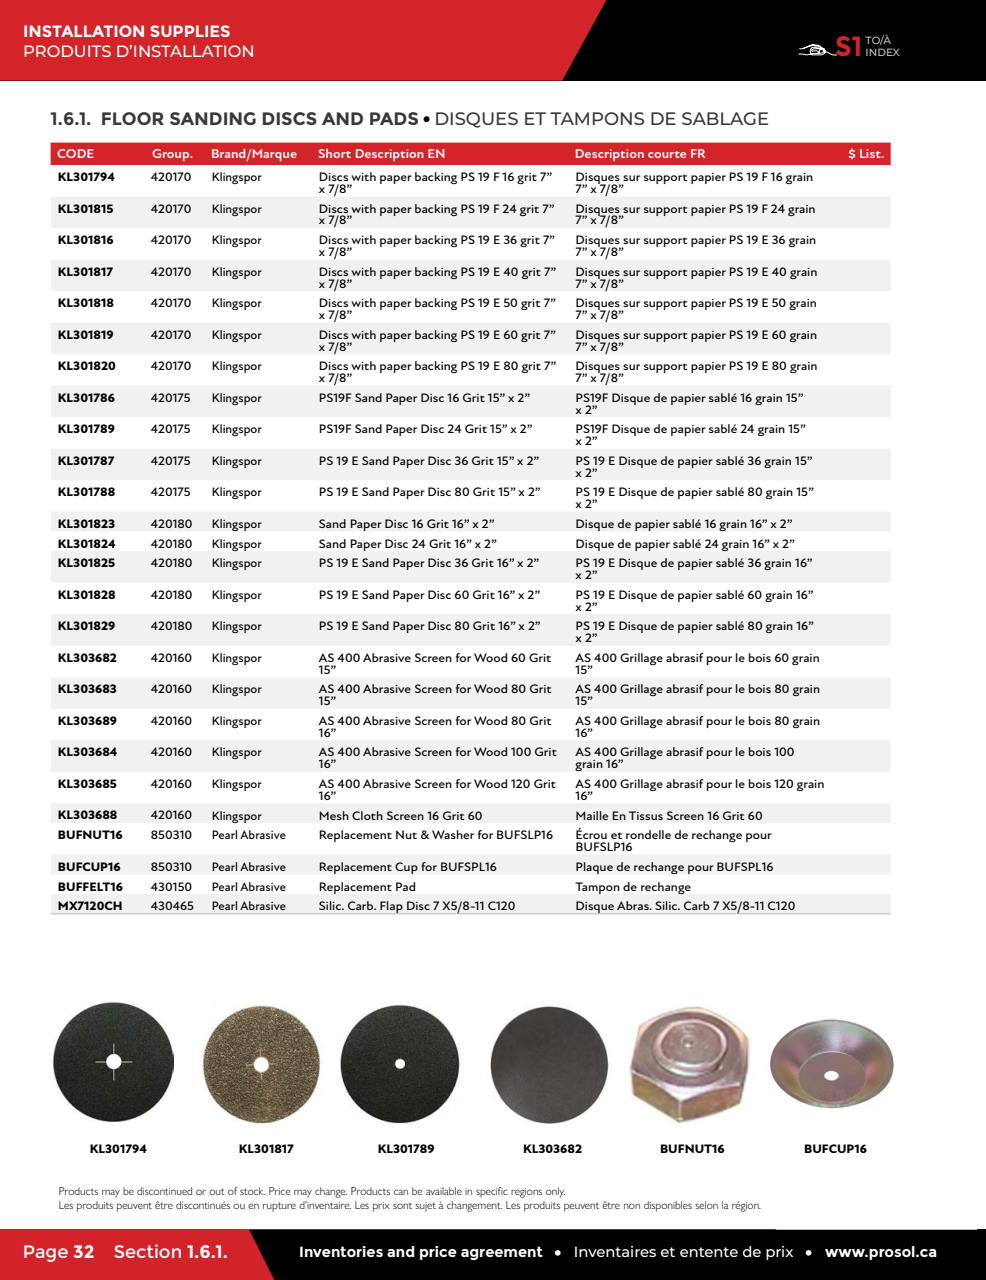 INSTALLATION SUPPLIES
PRODUITS D’INSTALLATION
S1 TO/À INDEX
1.6.1. FLOOR SANDING DISCS AND PADS • DISQUES ET TAMPONS DE SABLAGE
CODE Group. Brand/Marque Short Description EN Description courte FR $ List.
KL301794 420170 Klingspor Discs with paper backing PS 19 F 16 grit 7” Disques sur support papier PS 19 F 16 grain
x 7/8” 7” x 7/8”
KL301815 420170 Klingspor Discs with paper backing PS 19 F 24 grit 7” Disques sur support papier PS 19 F 24 grain
x 7/8” 7” x 7/8”
KL301816 420170 Klingspor Discs with paper backing PS 19 E 36 grit 7” Disques sur support papier PS 19 E 36 grain
x 7/8” 7” x 7/8”
KL301817 420170 Klingspor Discs with paper backing PS 19 E 40 grit 7” Disques sur support papier PS 19 E 40 grain
x 7/8” 7” x 7/8”
KL301818 420170 Klingspor Discs with paper backing PS 19 E 50 grit 7” Disques sur support papier PS 19 E 50 grain
x 7/8” 7” x 7/8”
KL301819 420170 Klingspor Discs with paper backing PS 19 E 60 grit 7” Disques sur support papier PS 19 E 60 grain
x 7/8” 7” x 7/8”
KL301820 420170 Klingspor Discs with paper backing PS 19 E 80 grit 7” Disques sur support papier PS 19 E 80 grain
x 7/8” 7” x 7/8”
KL301786 420175 Klingspor PS19F Sand Paper Disc 16 Grit 15” x 2” PS19F Disque de papier sablé 16 grain 15”
x 2”
KL301789 420175 Klingspor PS19F Sand Paper Disc 24 Grit 15” x 2” PS19F Disque de papier sablé 24 grain 15”
x 2”
KL301787 420175 Klingspor PS 19 E Sand Paper Disc 36 Grit 15” x 2” PS 19 E Disque de papier sablé 36 grain 15”
x 2”
KL301788 420175 Klingspor PS 19 E Sand Paper Disc 80 Grit 15” x 2” PS 19 E Disque de papier sablé 80 grain 15”
x 2”
KL301823 420180 Klingspor Sand Paper Disc 16 Grit 16” x 2” Disque de papier sablé 16 grain 16” x 2”
KL301824 420180 Klingspor Sand Paper Disc 24 Grit 16” x 2” Disque de papier sablé 24 grain 16” x 2”
KL301825 420180 Klingspor PS 19 E Sand Paper Disc 36 Grit 16” x 2” PS 19 E Disque de papier sablé 36 grain 16”
x 2”
KL301828 420180 Klingspor PS 19 E Sand Paper Disc 60 Grit 16” x 2” PS 19 E Disque de papier sablé 60 grain 16”
x 2”
KL301829 420180 Klingspor PS 19 E Sand Paper Disc 80 Grit 16” x 2” PS 19 E Disque de papier sablé 80 grain 16”
x 2”
KL303682 420160 Klingspor AS 400 Abrasive Screen for Wood 60 Grit AS 400 Grillage abrasif pour le bois 60 grain
15” 15”
KL303683 420160 Klingspor AS 400 Abrasive Screen for Wood 80 Grit AS 400 Grillage abrasif pour le bois 80 grain
15” 15”
KL303689 420160 Klingspor AS 400 Abrasive Screen for Wood 80 Grit AS 400 Grillage abrasif pour le bois 80 grain
16” 16”
KL303684 420160 Klingspor AS 400 Abrasive Screen for Wood 100 Grit AS 400 Grillage abrasif pour le bois 100
16” grain 16”
KL303685 420160 Klingspor AS 400 Abrasive Screen for Wood 120 Grit AS 400 Grillage abrasif pour le bois 120 grain
16” 16”
KL303688 420160 Klingspor Mesh Cloth Screen 16 Grit 60 Maille En Tissus Screen 16 Grit 60
BUFNUT16 850310 Pearl Abrasive Replacement Nut & Washer for BUFSLP16 Écrou et rondelle de rechange pour
BUFSLP16
BUFCUP16 850310 Pearl Abrasive Replacement Cup for BUFSPL16 Plaque de rechange pour BUFSPL16
BUFFELT16 430150 Pearl Abrasive Replacement Pad Tampon de rechange
MX7120CH 430465 Pearl Abrasive Silic. Carb. Flap Disc 7 X5/8-11 C120 Disque Abras. Silic. Carb 7 X5/8-11 C120
KL301794 KL301817 KL301789 KL303682 BUFNUT16 BUFCUP16
Products may be discontinued or out of stock. Price may change. Products can be available in specific regions only.
Les produits peuvent être discontinués ou en rupture d’inventaire. Les prix sont sujet à changement. Les produits peuvent être non disponibles selon la région.
Page 32 Section 1.6.1. Inventories and price agreement • Inventaires et entente de prix • www.prosol.ca